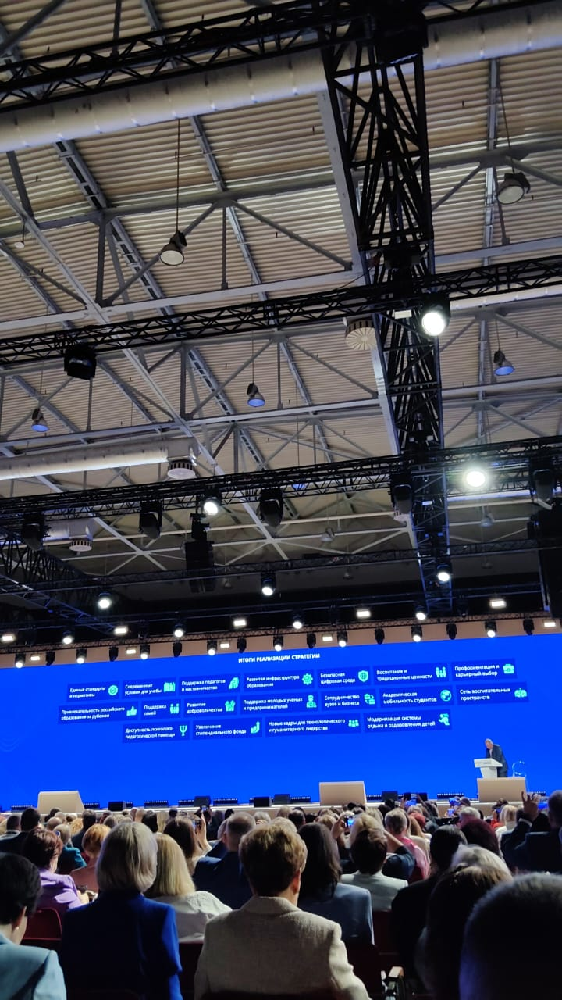 ИТОГИ РЕАЛИЗАЦИИ СТРАТЕГИИ
Единые стандарты
и нормативы
Современные
условия для учебы
Поддержка педагогов
и наставничество
Развитая инфраструктура
образования
Безопасная
цифровая среда
Воспитание и
традиционные ценности
Профориентация и
карьерный выбор
Привлекательность российского
образования за рубежом
Поддержка
семей
Развитие
добровольчества
Поддержка молодых ученых
и предпринимателей
Сотрудничество
вузов и бизнеса
Академическая
мобильность студентов
Сеть воспитательных
пространств
Доступность психолого-
педагогической помощи
Увеличение
стипендиального фонда
Новые кадры для технологического
и гуманитарного лидерства
Модернизация системы
отдыха и оздоровления детей